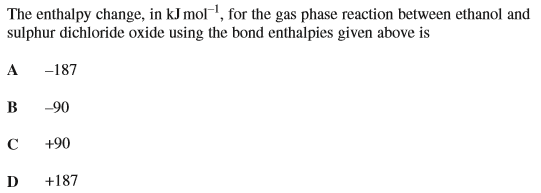 The enthalpy change, in kJ mol⁻¹, for the gas phase reaction between ethanol and
sulphur dichloride oxide using the bond enthalpies given above is
A –187
B –90
C +90
D +187